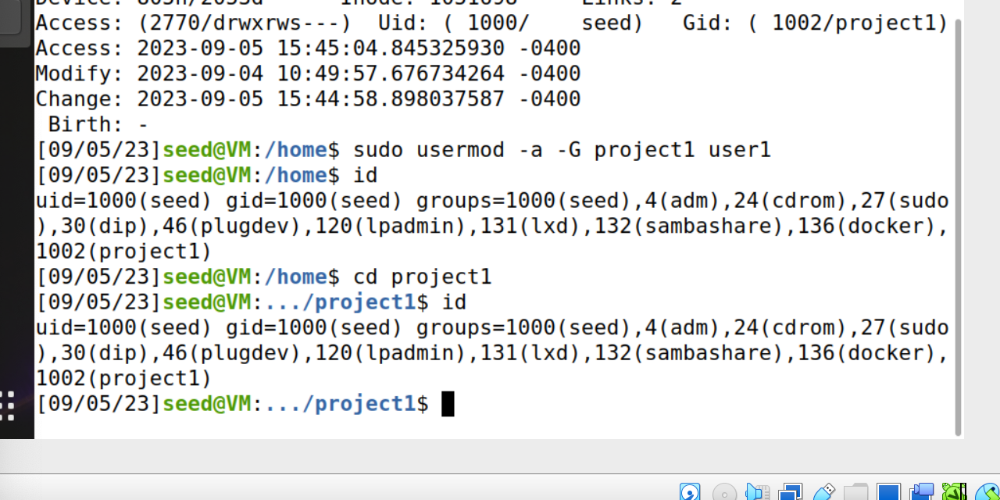 Device: 803h/2053d Inode: 1051098 Links: 2
Access: (2770/drwxrws---)  Uid: ( 1000/    seed)   Gid: ( 1002/project1)
Access: 2023-09-05 15:45:04.845325930 -0400
Modify: 2023-09-04 10:49:57.676734264 -0400
Change: 2023-09-05 15:44:58.898037587 -0400
 Birth: -
[09/05/23]seed@VM:/home$ sudo usermod -a -G project1 user1
[09/05/23]seed@VM:/home$ id
uid=1000(seed) gid=1000(seed) groups=1000(seed),4(adm),24(cdrom),27(sudo
),30(dip),46(plugdev),120(lpadmin),131(lxd),132(sambashare),136(docker),
1002(project1)
[09/05/23]seed@VM:/home$ cd project1
[09/05/23]seed@VM:.../project1$ id
uid=1000(seed) gid=1000(seed) groups=1000(seed),4(adm),24(cdrom),27(sudo
),30(dip),46(plugdev),120(lpadmin),131(lxd),132(sambashare),136(docker),
1002(project1)
[09/05/23]seed@VM:.../project1$